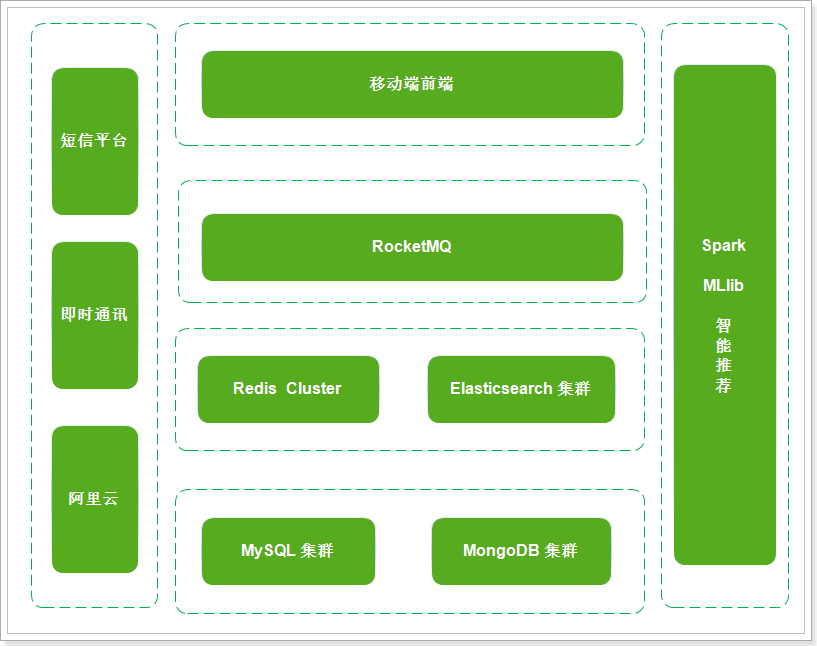 短信平台
即时通讯
阿里云
移动端前端
RocketMQ
Redis  Cluster
Elasticsearch 集群
MySQL 集群
MongoDB 集群
Spark
MLlib
智
能
推
荐